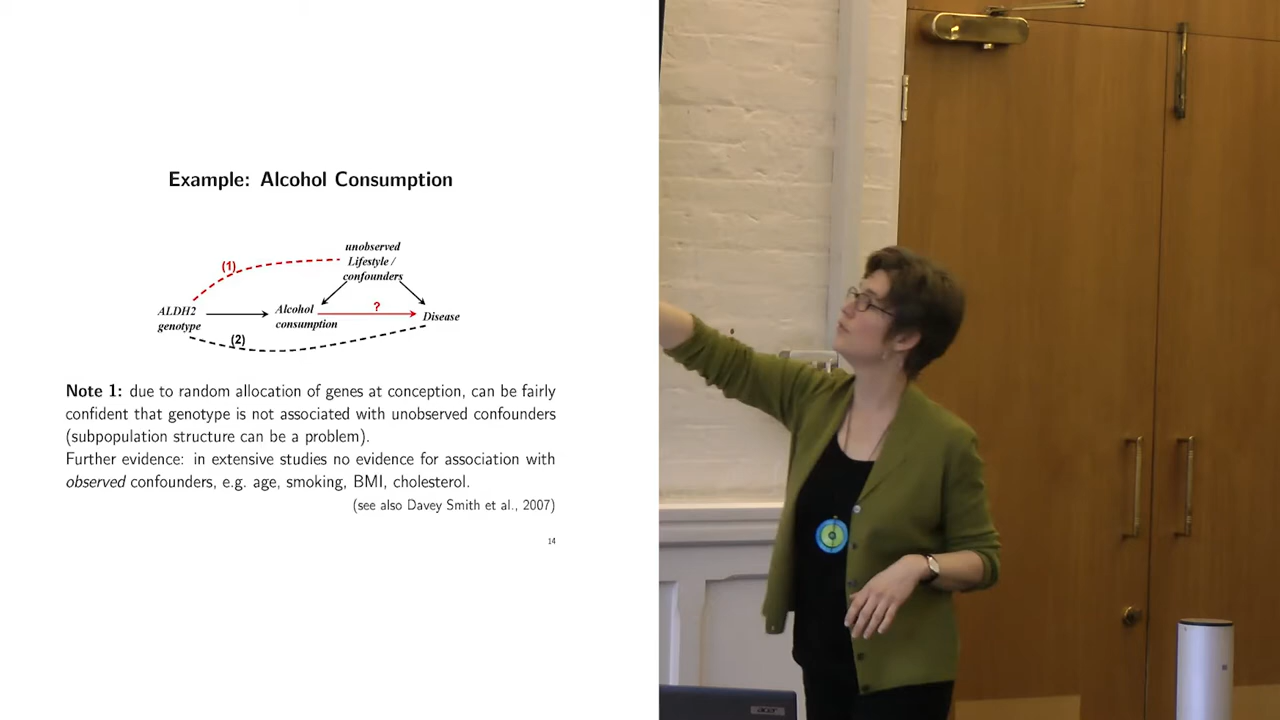 Example: Alcohol Consumption
unobserved
Lifestyle /
confounders
(1)
ALDH2
genotype
Alcohol
consumption
?
Disease
(2)
Note 1: due to random allocation of genes at conception, can be fairly
confident that genotype is not associated with unobserved confounders
(subpopulation structure can be a problem).
Further evidence: in extensive studies no evidence for association with
observed confounders, e.g. age, smoking, BMI, cholesterol.
(see also Davey Smith et al., 2007)
14
acer